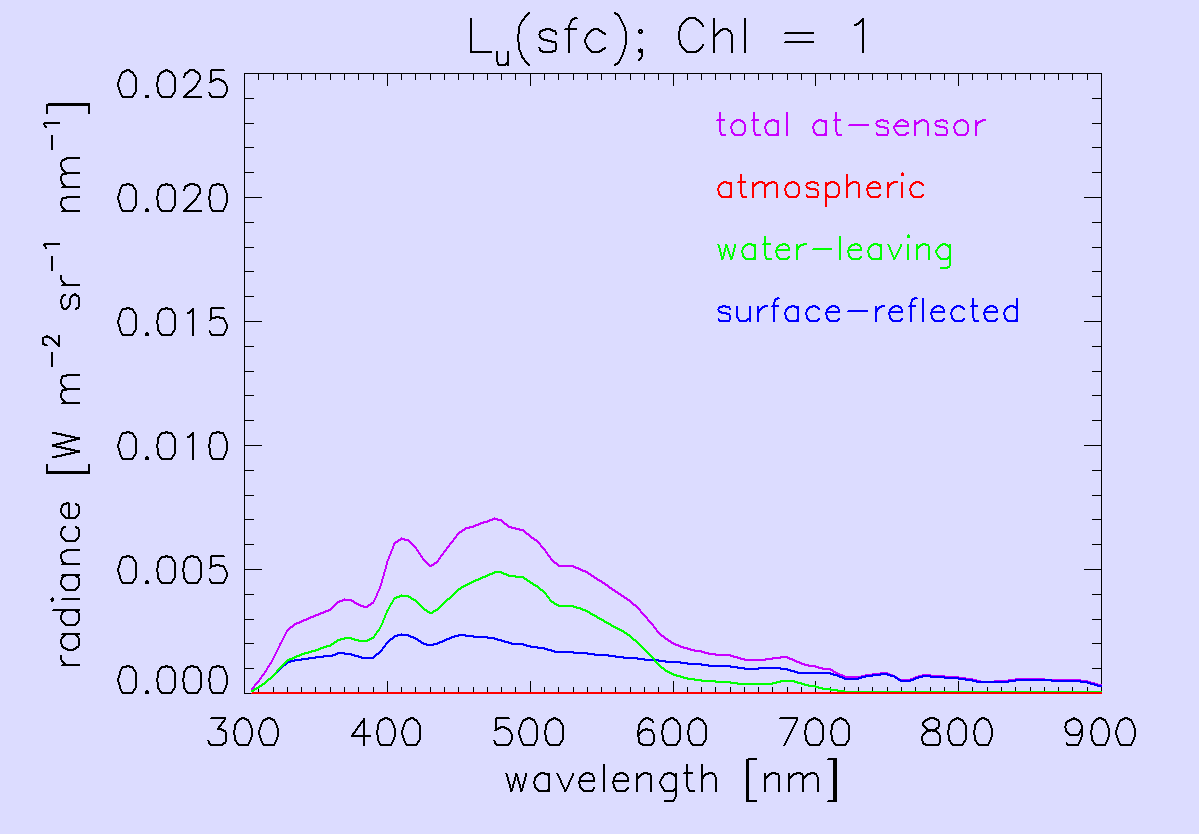 Lu(sfc); Chl = 1
0.025
0.020
0.015
0.010
0.005
0.000
radiance [W m−2 sr−1 nm−1]
total at−sensor
atmospheric
water−leaving
surface−reflected
300 400 500 600 700 800 900
wavelength [nm]